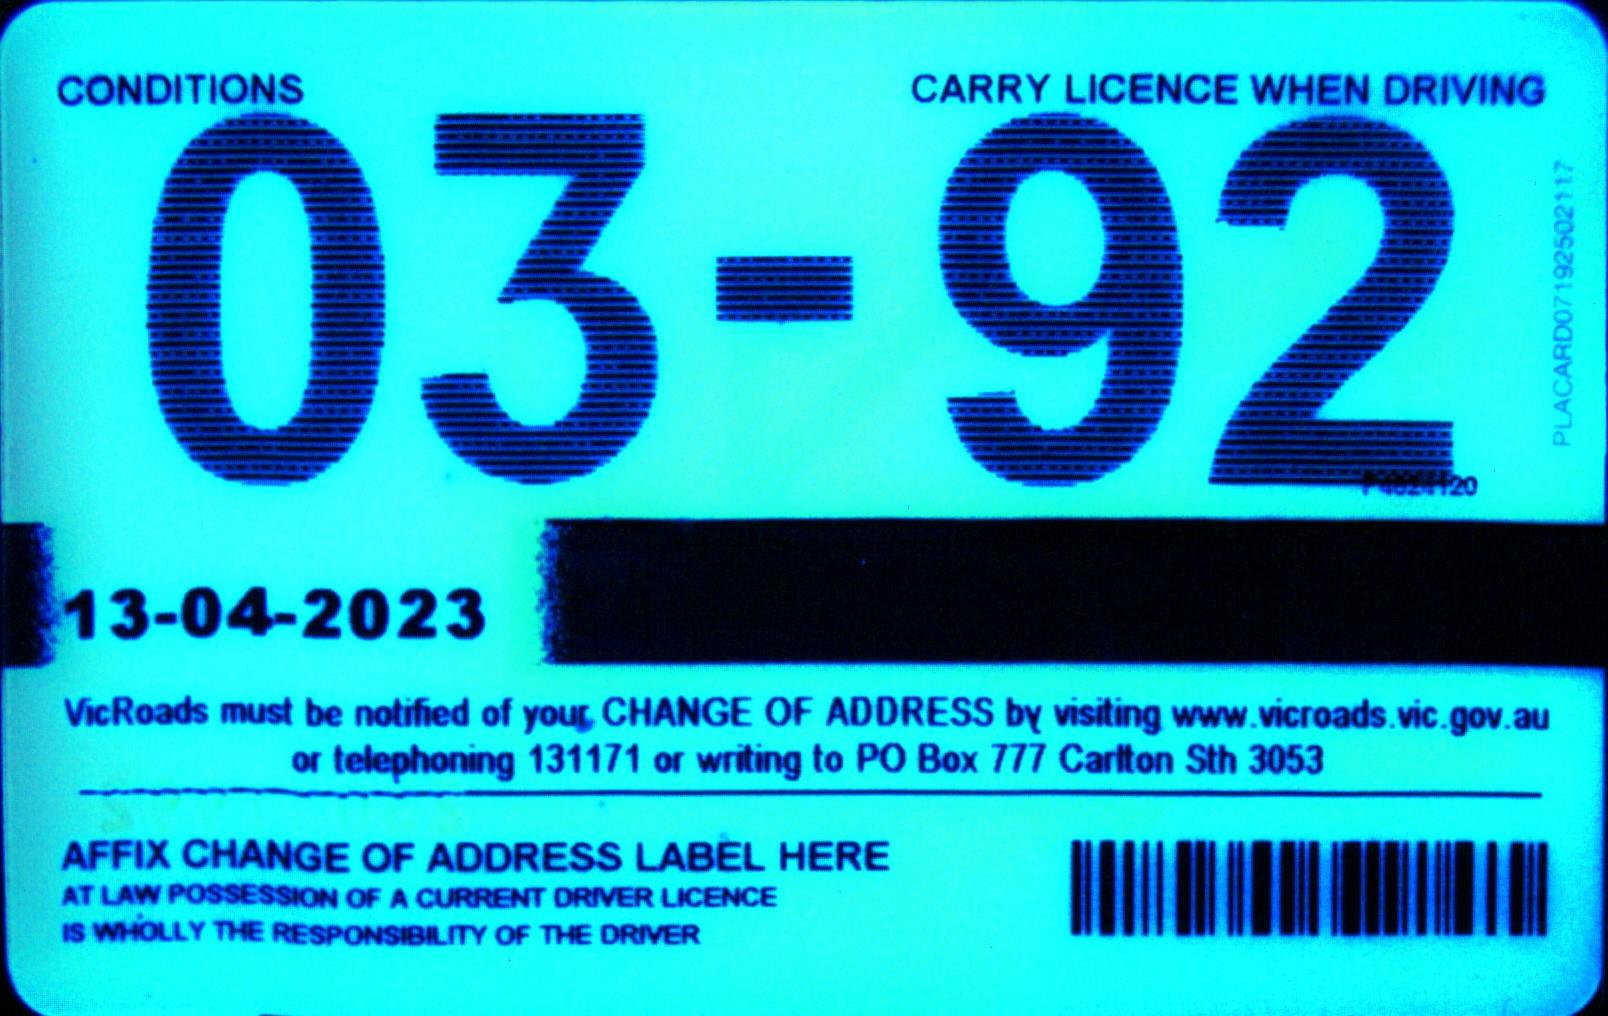 CONDITIONS
CARRY LICENCE WHEN DRIVING
03-92
PLACARD07192502117
P4824120
13-04-2023
VicRoads must be notified of your CHANGE OF ADDRESS by visiting www.vicroads.vic.gov.au
or telephoning 131171 or writing to PO Box 777 Carlton Sth 3053
AFFIX CHANGE OF ADDRESS LABEL HERE
AT LAW POSSESSION OF A CURRENT DRIVER LICENCE
IS WHOLLY THE RESPONSIBILITY OF THE DRIVER